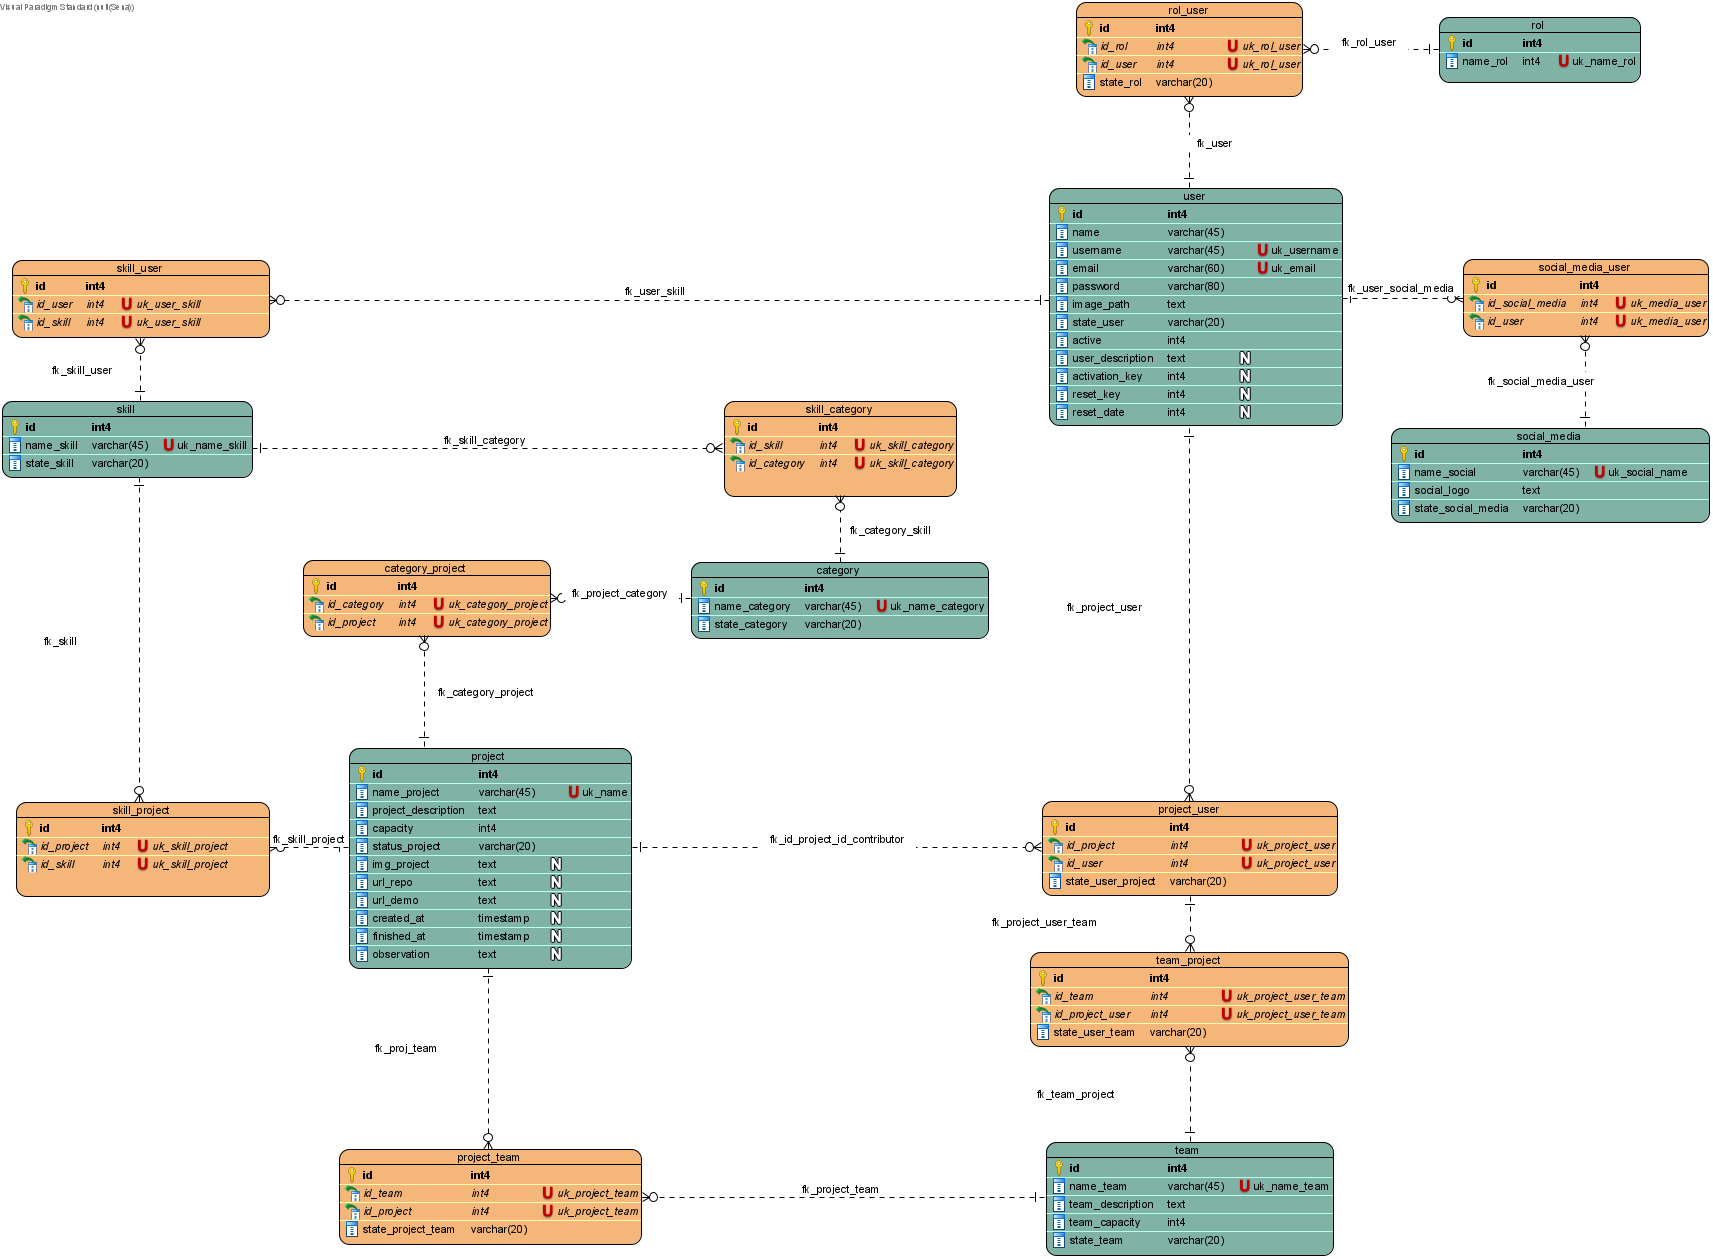 Visual Paradigm Standard (null(Sena))
rol_user
id int4
id_rol int4 U uk_rol_user
id_user int4 U uk_rol_user
state_rol varchar(20)
fk_rol_user
rol
id int4
name_rol int4 U uk_name_rol
fk_user
user
id int4
name varchar(45)
username varchar(45) U uk_username
email varchar(60) U uk_email
password varchar(80)
image_path text
state_user varchar(20)
active int4
user_description text N
activation_key int4 N
reset_key int4 N
reset_date int4 N
skill_user
id int4
id_user int4 U uk_user_skill
id_skill int4 U uk_user_skill
fk_user_skill
fk_user_social_media
social_media_user
id int4
id_social_media int4 U uk_media_user
id_user int4 U uk_media_user
fk_skill_user
fk_social_media_user
skill
id int4
name_skill varchar(45) U uk_name_skill
state_skill varchar(20)
fk_skill_category
skill_category
id int4
id_skill int4 U uk_skill_category
id_category int4 U uk_skill_category
social_media
id int4
name_social varchar(45) U uk_social_name
social_logo text
state_social_media varchar(20)
fk_category_skill
category_project
id int4
id_category int4 U uk_category_project
id_project int4 U uk_category_project
fk_project_category
category
id int4
name_category varchar(45) U uk_name_category
state_category varchar(20)
fk_project_user
fk_skill
fk_category_project
project
id int4
name_project varchar(45) U uk_name
project_description text
capacity int4
status_project varchar(20)
img_project text N
url_repo text N
url_demo text N
created_at timestamp N
finished_at timestamp N
observation text N
skill_project
id int4
id_project int4 U uk_skill_project
id_skill int4 U uk_skill_project
fk_skill_project
fk_id_project_id_contributor
project_user
id int4
id_project int4 U uk_project_user
id_user int4 U uk_project_user
state_user_project varchar(20)
fk_project_user_team
team_project
id int4
id_team int4 U uk_project_user_team
id_project_user int4 U uk_project_user_team
state_user_team varchar(20)
fk_proj_team
fk_team_project
project_team
id int4
id_team int4 U uk_project_team
id_project int4 U uk_project_team
state_project_team varchar(20)
fk_project_team
team
id int4
name_team varchar(45) U uk_name_team
team_description text
team_capacity int4
state_team varchar(20)